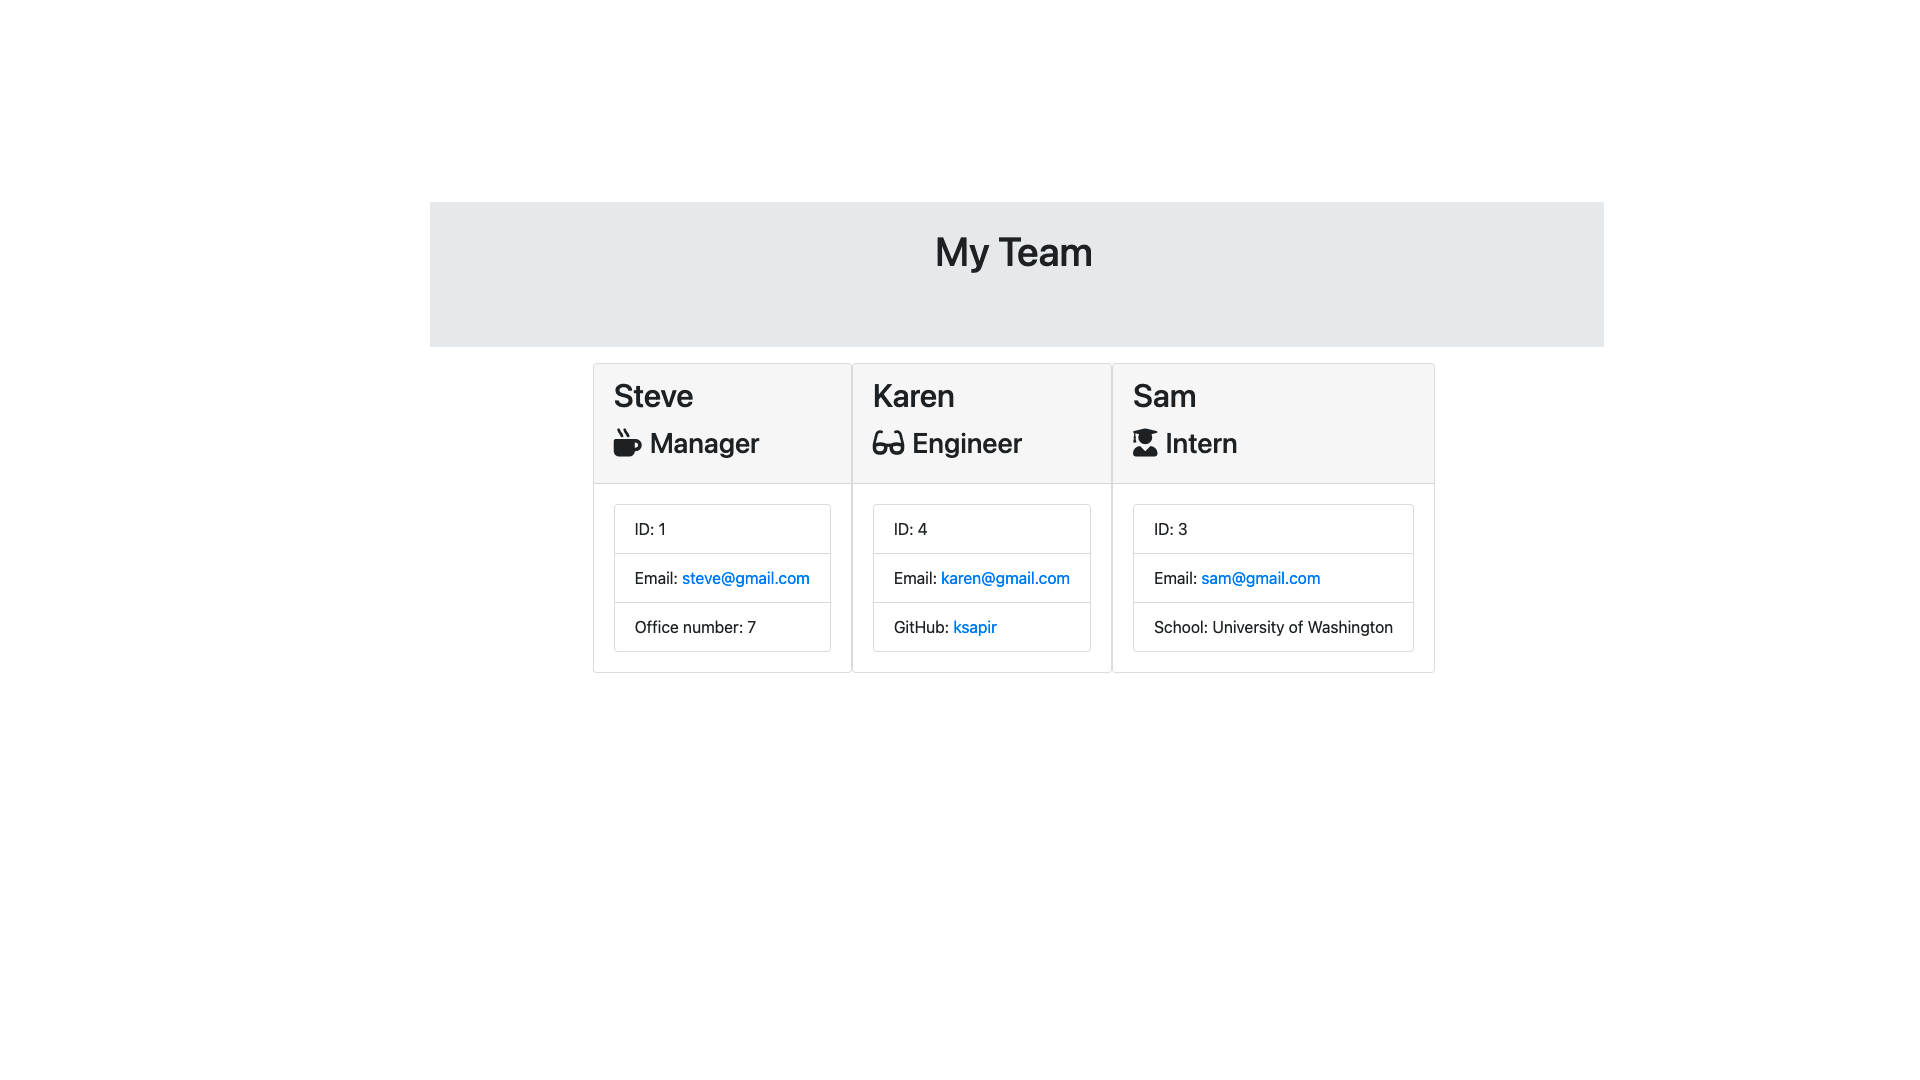 My Team
Steve
Manager
ID: 1
Email: steve@gmail.com
Office number: 7
Karen
Engineer
ID: 4
Email: karen@gmail.com
GitHub: ksapir
Sam
Intern
ID: 3
Email: sam@gmail.com
School: University of Washington